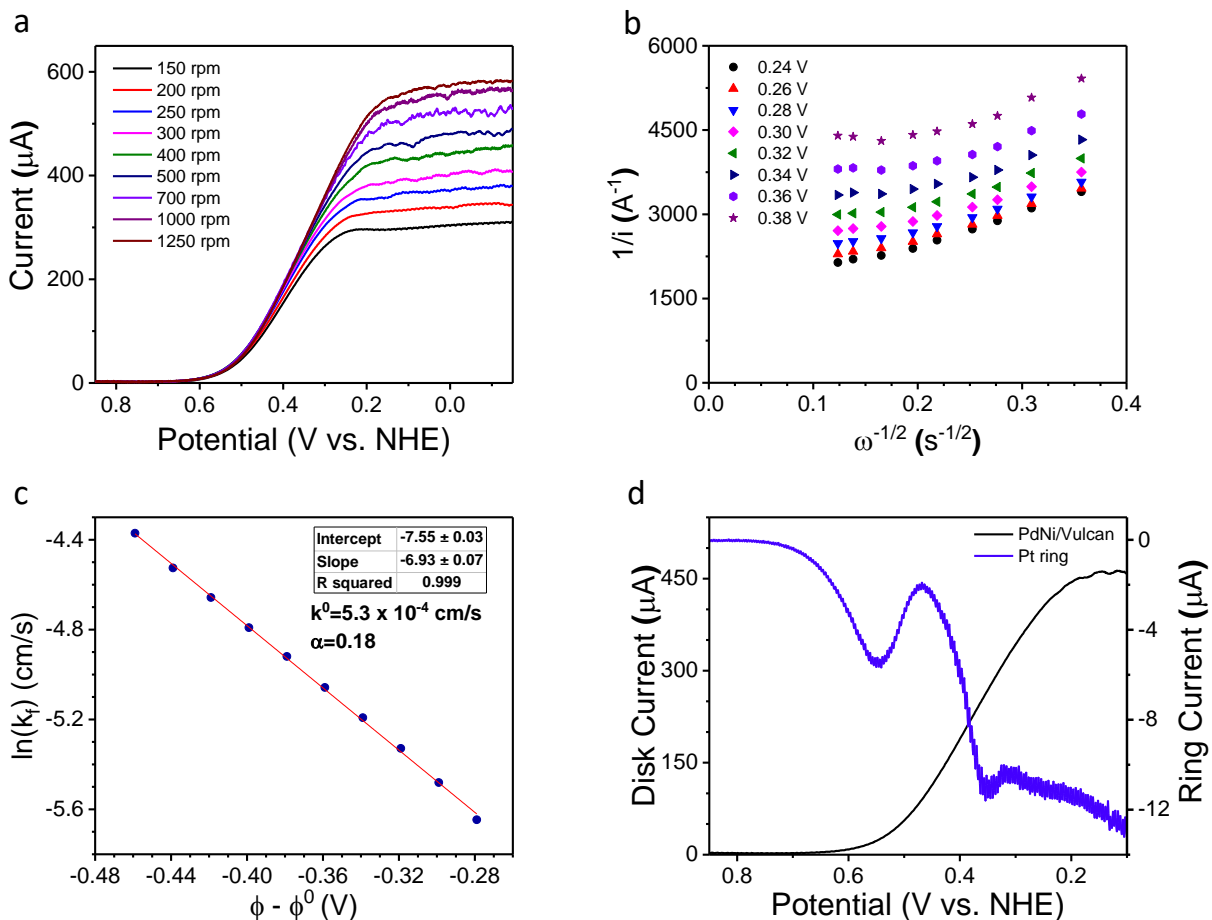 a
600
400
200
0
Current (μA)
150 rpm
200 rpm
250 rpm
300 rpm
400 rpm
500 rpm
700 rpm
1000 rpm
1250 rpm
0.8 0.6 0.4 0.2 0.0
Potential (V vs. NHE)
b
6000
4500
3000
1500
0
1/i (A⁻¹)
0.24 V
0.26 V
0.28 V
0.30 V
0.32 V
0.34 V
0.36 V
0.38 V
0.0 0.1 0.2 0.3 0.4
ω⁻¹/² (s⁻¹/²)
c
-4.4
-4.8
-5.2
-5.6
ln(k_f) (cm/s)
Intercept -7.55 ± 0.03
Slope -6.93 ± 0.07
R squared 0.999
k⁰=5.3 x 10⁻⁴ cm/s
α=0.18
-0.48 -0.44 -0.40 -0.36 -0.32 -0.28
ϕ - ϕ⁰ (V)
d
450
300
150
0
Disk Current (μA)
PdNi/Vulcan
Pt ring
0
-4
-8
-12
Ring Current (μA)
0.8 0.6 0.4 0.2
Potential (V vs. NHE)